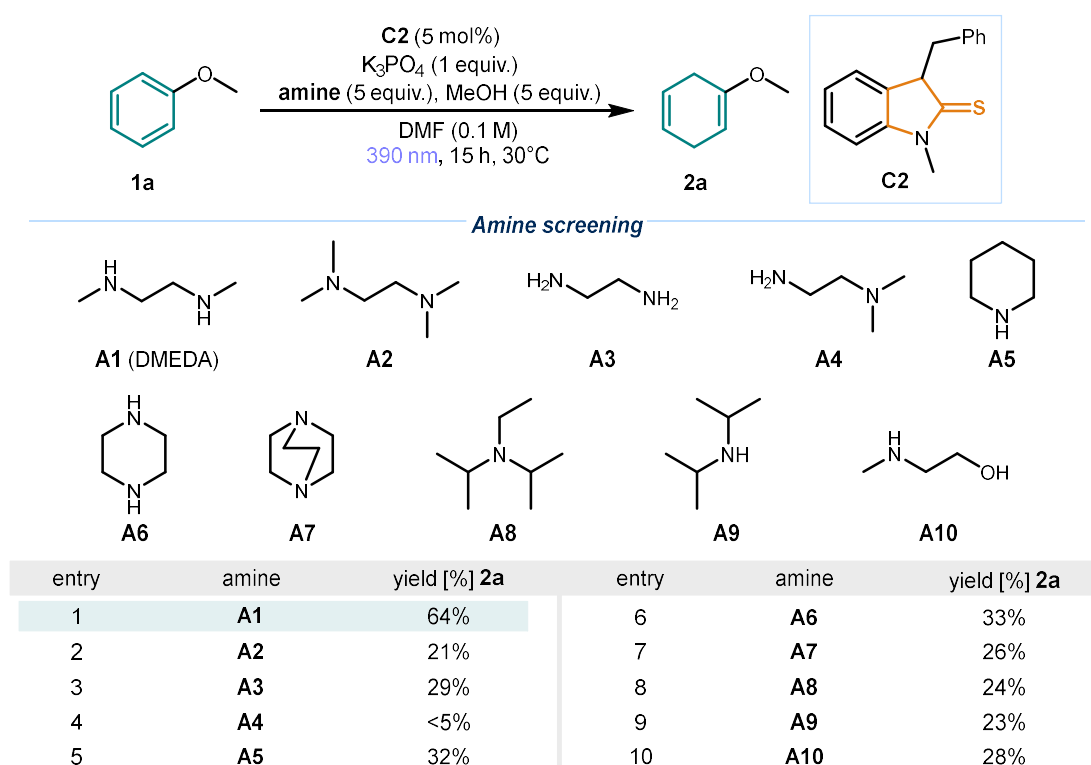 C2 (5 mol%)
K3PO4 (1 equiv.)
amine (5 equiv.), MeOH (5 equiv.)
DMF (0.1 M)
390 nm, 15 h, 30°C
O
1a
O
2a
Ph
S
N
C2
Amine screening
H
N
N
H
A1 (DMEDA)
N
N
A2
H2N
NH2
A3
H2N
N
A4
N
H
A5
H
N
N
H
A6
N
N
A7
N
A8
NH
A9
H
N
OH
A10
entry amine yield [%] 2a entry amine yield [%] 2a
1 A1 64% 6 A6 33%
2 A2 21% 7 A7 26%
3 A3 29% 8 A8 24%
4 A4 <5% 9 A9 23%
5 A5 32% 10 A10 28%